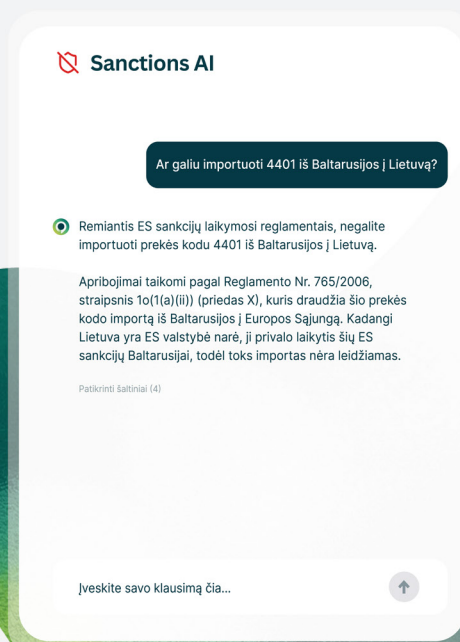 Sanctions AI
Ar galiu importuoti 4401 iš Baltarusijos į Lietuvą?
Remiantis ES sankcijų laikymosi reglamentais, negalite
importuoti prekės kodu 4401 iš Baltarusijos į Lietuvą.
Apribojimai taikomi pagal Reglamento Nr. 765/2006,
straipsnis 1o(1(a)(ii)) (priedas X), kuris draudžia šio prekės
kodo importą iš Baltarusijos į Europos Sąjungą. Kadangi
Lietuva yra ES valstybė narė, ji privalo laikytis šių ES
sankcijų Baltarusijai, todėl toks importas nėra leidžiamas.
Patikrinti šaltiniai (4)
Įveskite savo klausimą čia...